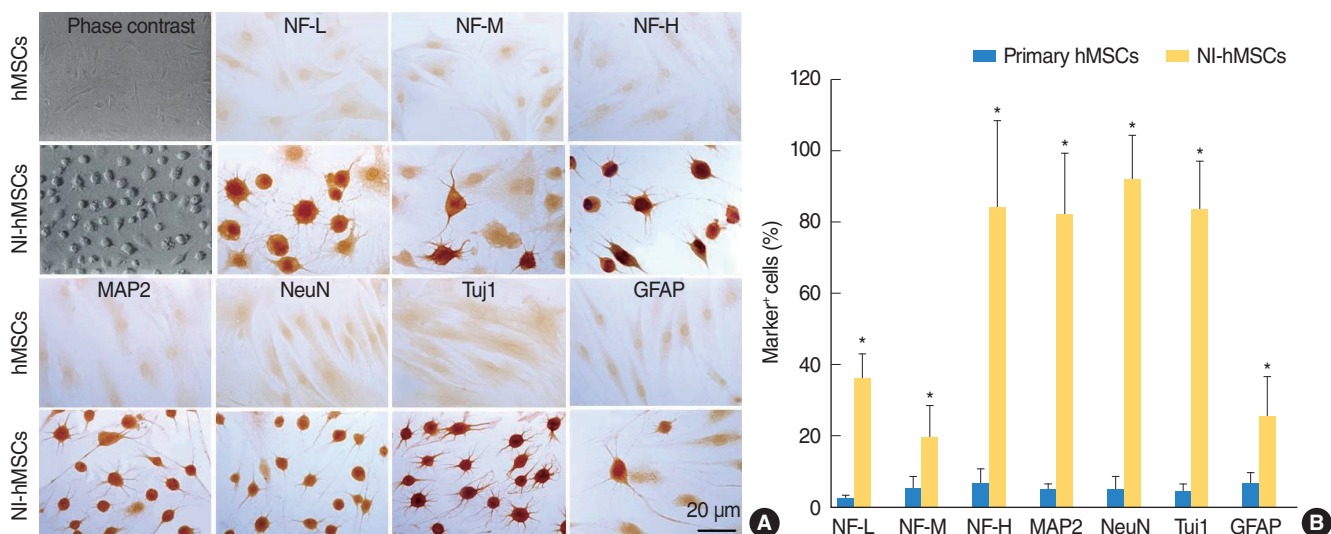 Phase contrast NF-L NF-M NF-H
hMSCs
NI-hMSCs
MAP2 NeuN Tuj1 GFAP
hMSCs
NI-hMSCs
20 µm
A
Primary hMSCs NI-hMSCs
Marker+ cells (%)
120
100
80
60
40
20
0
* * * * * * *
NF-L NF-M NF-H MAP2 NeuN Tui1 GFAP
B